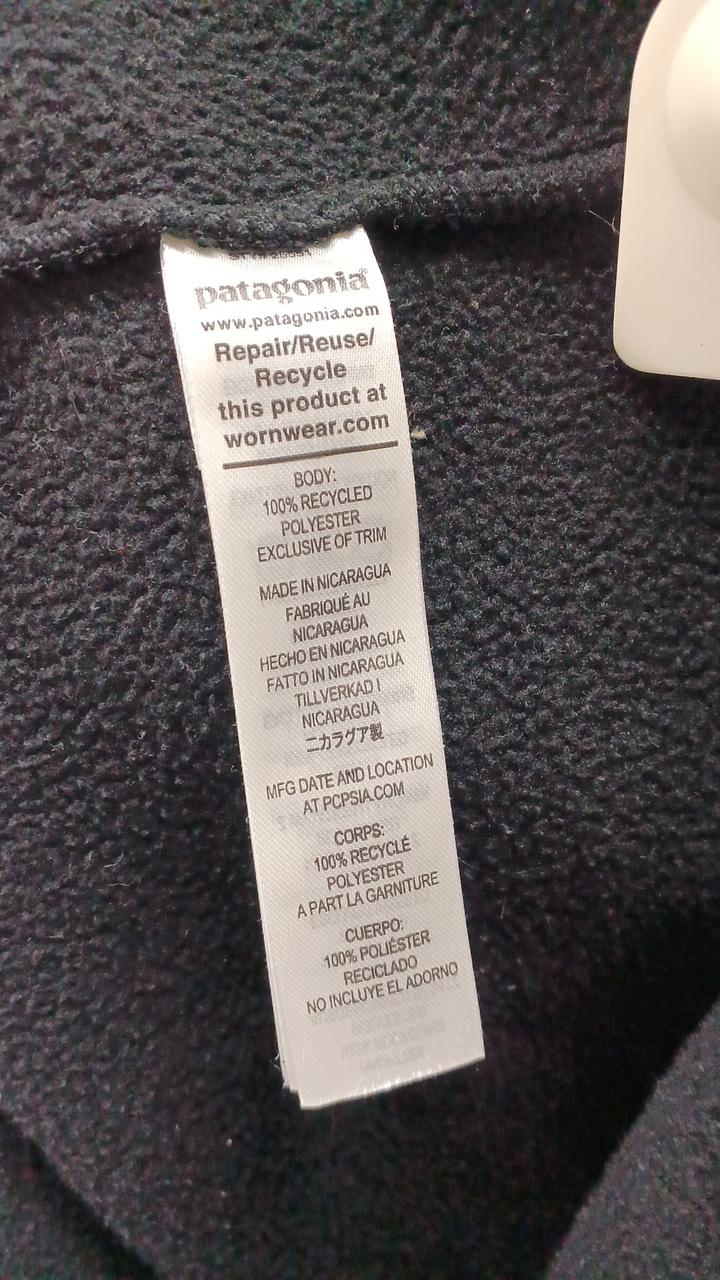 patagonia®
www.patagonia.com
Repair/Reuse/
Recycle
this product at
wornwear.com
BODY:
100% RECYCLED
POLYESTER
EXCLUSIVE OF TRIM
MADE IN NICARAGUA
FABRIQUÉ AU
NICARAGUA
HECHO EN NICARAGUA
FATTO IN NICARAGUA
TILLVERKAD I
NICARAGUA
ニカラグア製
MFG DATE AND LOCATION
AT PCPSIA.COM
CORPS:
100% RECYCLÉ
POLYESTER
A PART LA GARNITURE
CUERPO:
100% POLIÉSTER
RECICLADO
NO INCLUYE EL ADORNO